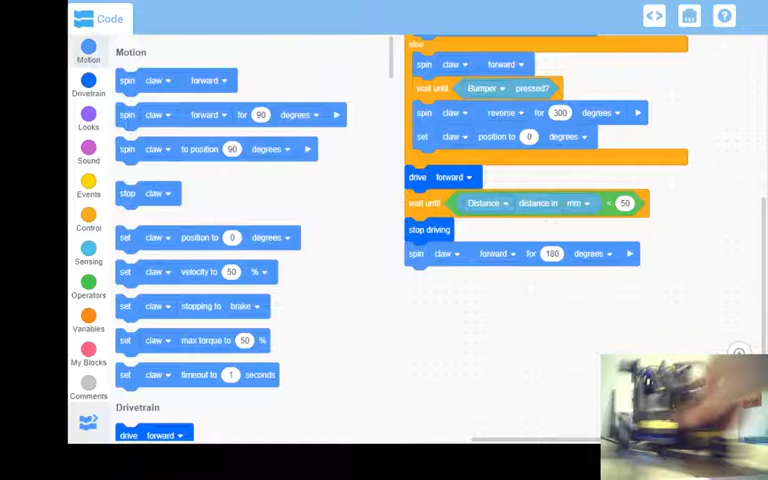 Code
<>
?
Motion
Drivetrain
Looks
Sound
Events
Control
Sensing
Operators
Variables
My Blocks
Comments
Motion
spin claw forward
spin claw forward for 90 degrees
spin claw to position 90 degrees
stop claw
set claw position to 0 degrees
set claw velocity to 50 %
set claw stopping to brake
set claw max torque to 50 %
set claw timeout to 1 seconds
Drivetrain
drive forward
else
spin claw forward
wait until Bumper pressed?
spin claw reverse for 300 degrees
set claw position to 0 degrees
drive forward
wait until Distance distance in mm < 50
stop driving
spin claw forward for 180 degrees